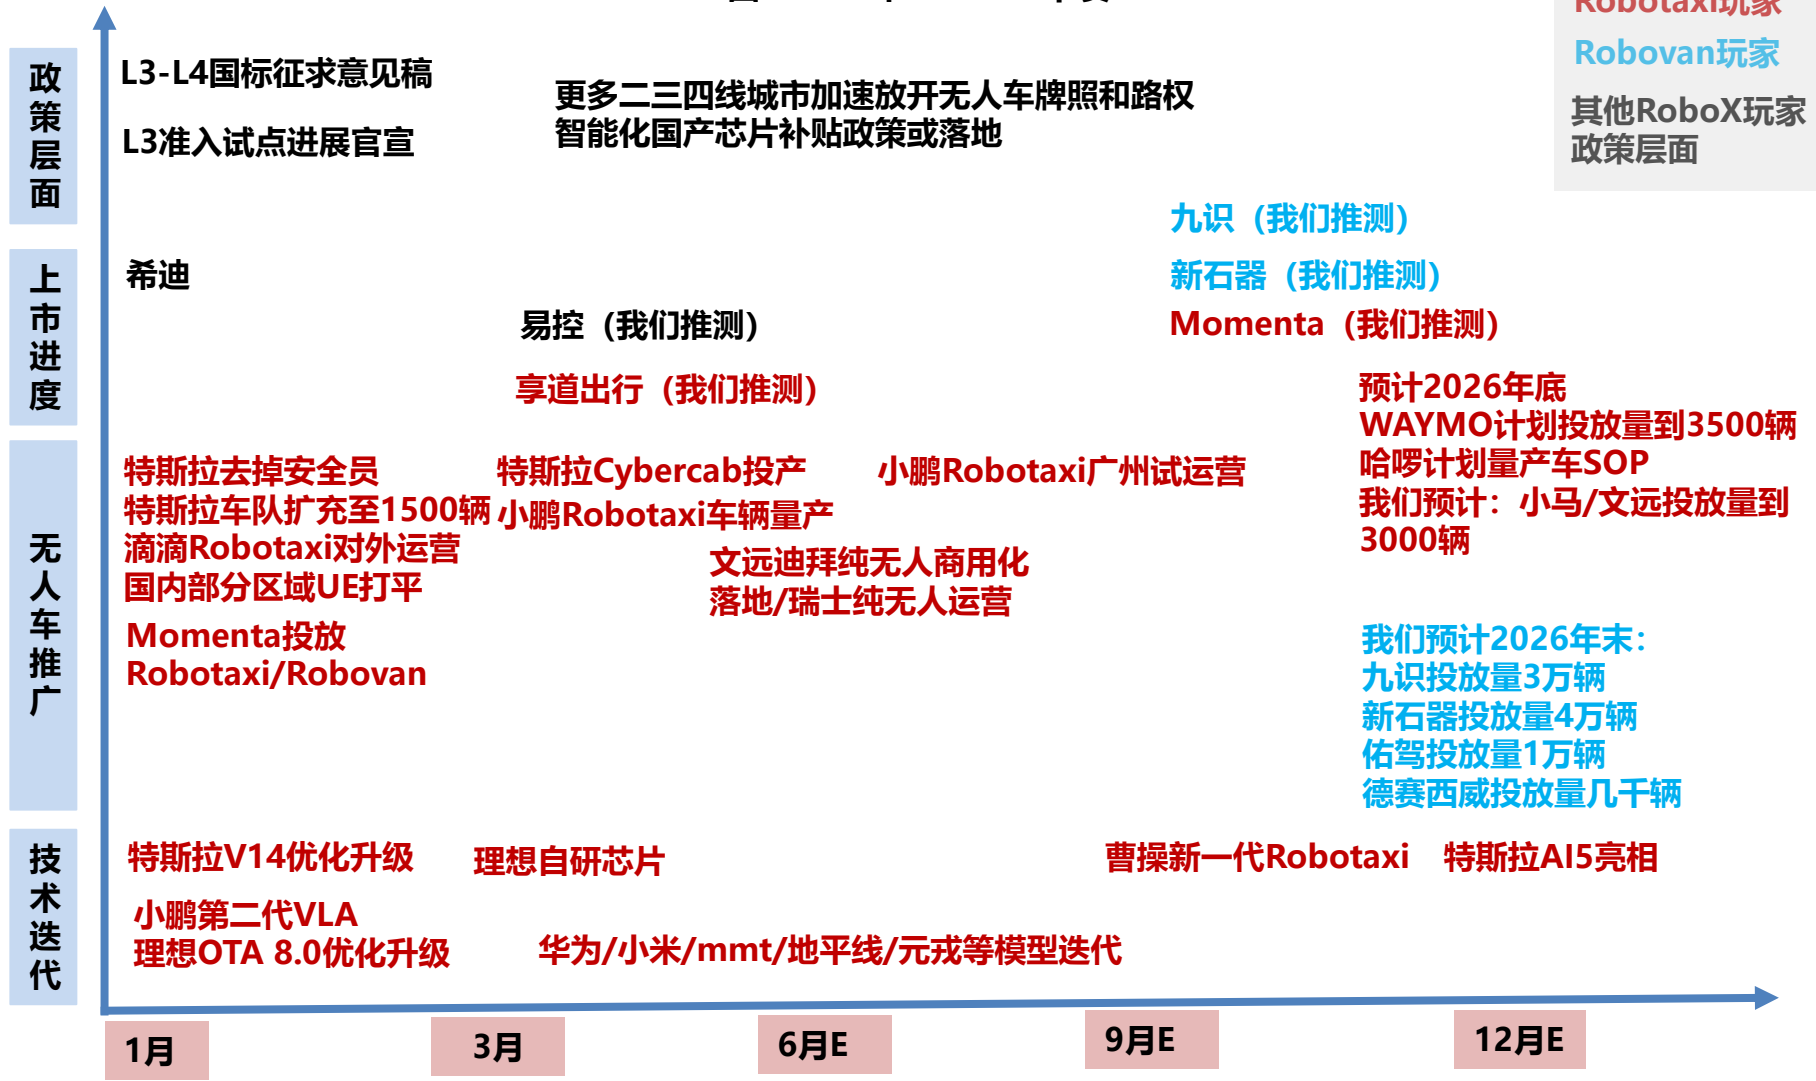 Robotaxi玩家
Robovan玩家
其他RoboX玩家
政策层面
政策层面
L3-L4国标征求意见稿
L3准入试点进展官宣
更多二三四线城市加速放开无人车牌照和路权
智能化国产芯片补贴政策或落地
上市进度
九识（我们推测）
希迪
新石器（我们推测）
易控（我们推测）
Momenta（我们推测）
享道出行（我们推测）
无人车推广
特斯拉去掉安全员
特斯拉车队扩充至1500辆
滴滴Robotaxi对外运营
国内部分区域UE打平
Momenta投放
Robotaxi/Robovan
特斯拉Cybercab投产
小鹏Robotaxi车辆量产
小鹏Robotaxi广州试运营
文远迪拜纯无人商用化
落地/瑞士纯无人运营
预计2026年底
WAYMO计划投放量到3500辆
哈啰计划量产车SOP
我们预计：小马/文远投放量到
3000辆
我们预计2026年末：
九识投放量3万辆
新石器投放量4万辆
佑驾投放量1万辆
德赛西威投放量几千辆
技术迭代
特斯拉V14优化升级
理想自研芯片
曹操新一代Robotaxi
特斯拉AI5亮相
小鹏第二代VLA
理想OTA 8.0优化升级
华为/小米/mmt/地平线/元戎等模型迭代
1月
3月
6月E
9月E
12月E